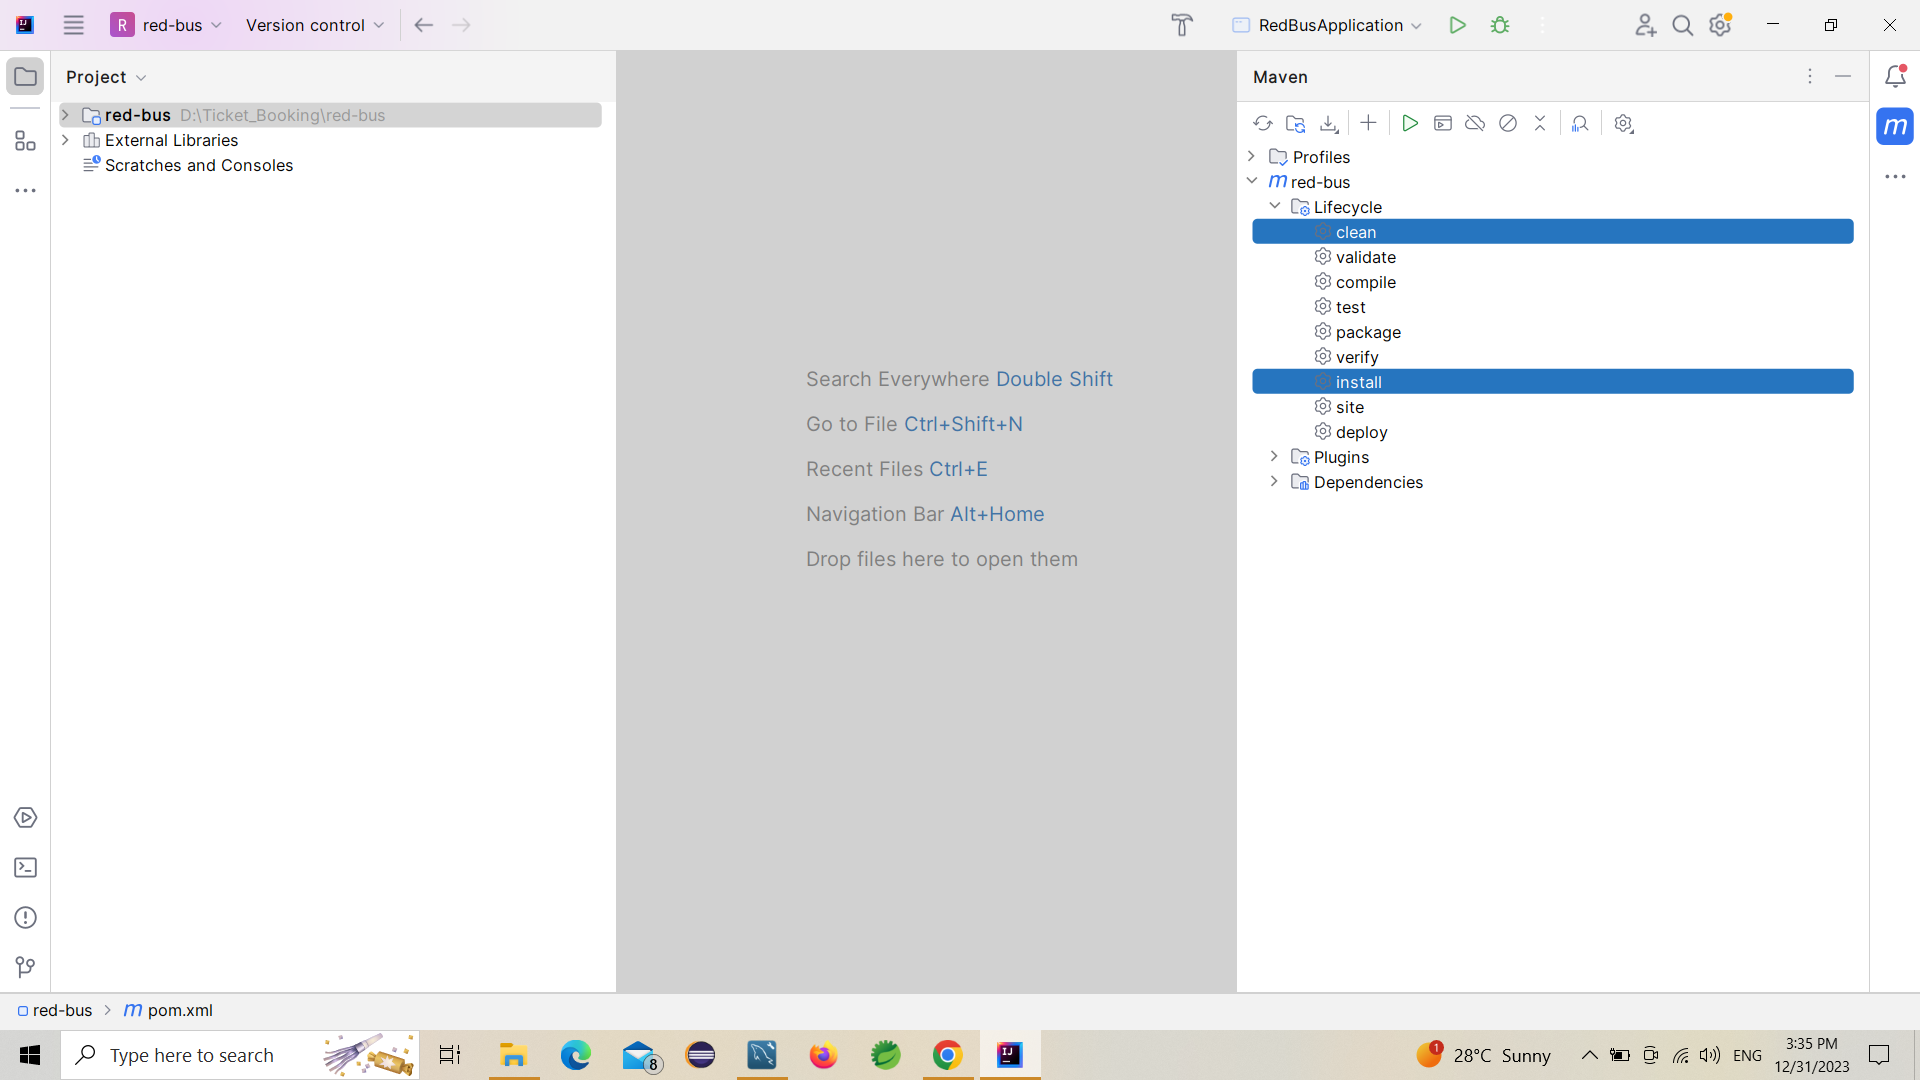 R red-bus Version control RedBusApplication
Project
red-bus D:\Ticket_Booking\red-bus
External Libraries
Scratches and Consoles
Search Everywhere Double Shift
Go to File Ctrl+Shift+N
Recent Files Ctrl+E
Navigation Bar Alt+Home
Drop files here to open them
Maven
m
Profiles
m red-bus
Lifecycle
clean
validate
compile
test
package
verify
install
site
deploy
Plugins
Dependencies
red-bus > m pom.xml
Type here to search
8
IJ
1
28°C Sunny
ENG
3:35 PM
12/31/2023